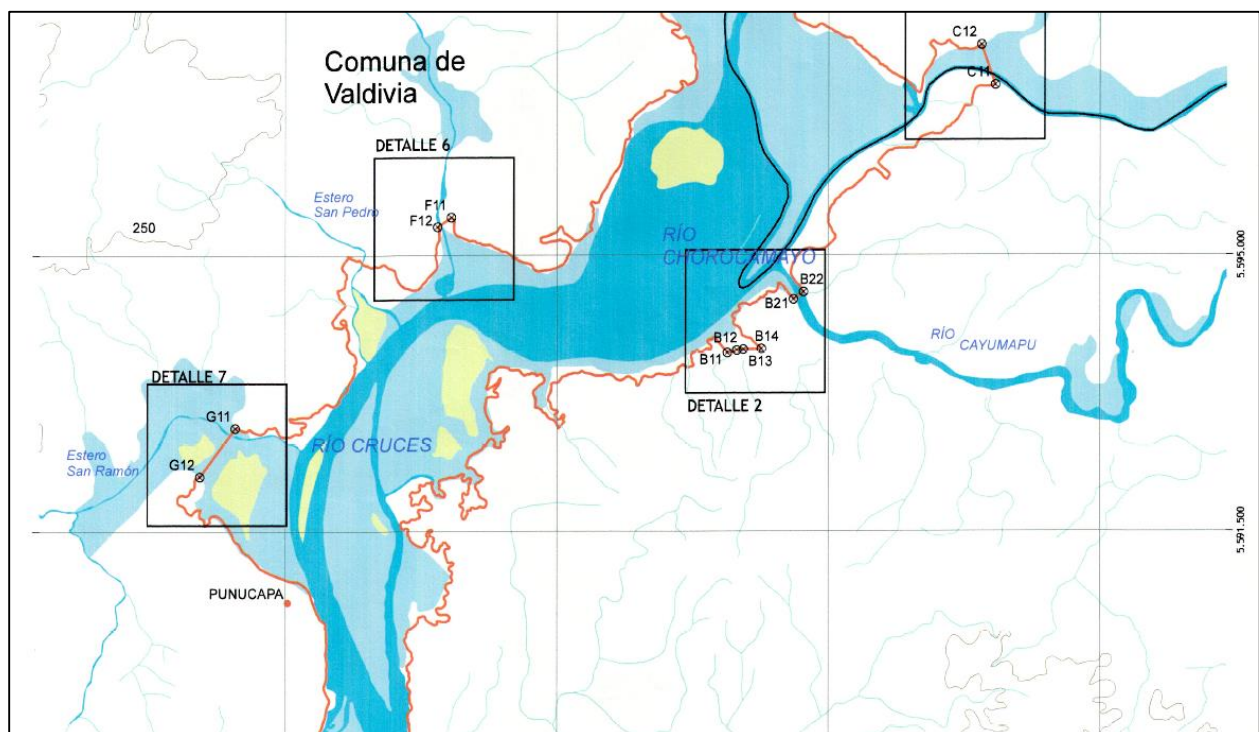 C12
Comuna de
Valdivia
C11
DETALLE 6
Estero
San Pedro
F11
F12
250
RÍO
CHOROCAMAYO
5.595.000
B22
B21
B12
B14
B11
B13
RÍO
CAYUMAPU
DETALLE 7
DETALLE 2
G11
RÍO CRUCES
Estero
San Ramón
G12
5.591.500
PUNUCAPA